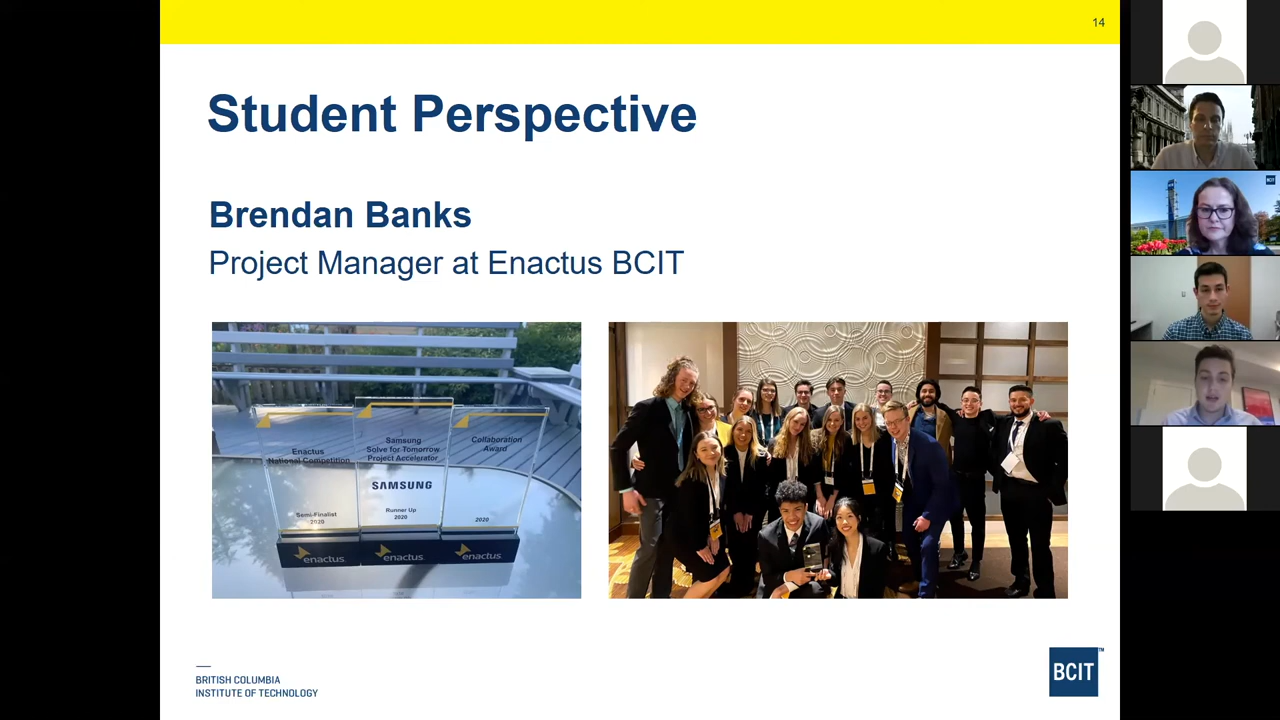 14
Student Perspective
Brendan Banks
Project Manager at Enactus BCIT
Enactus
National Competition
Semi-Finalist
2020
enactus
Samsung
Solve for Tomorrow
Project Accelerator
SAMSUNG
Runner Up
2020
enactus
Collaboration
Award
2020
enactus
BRITISH COLUMBIA
INSTITUTE OF TECHNOLOGY
BCIT™
BCIT